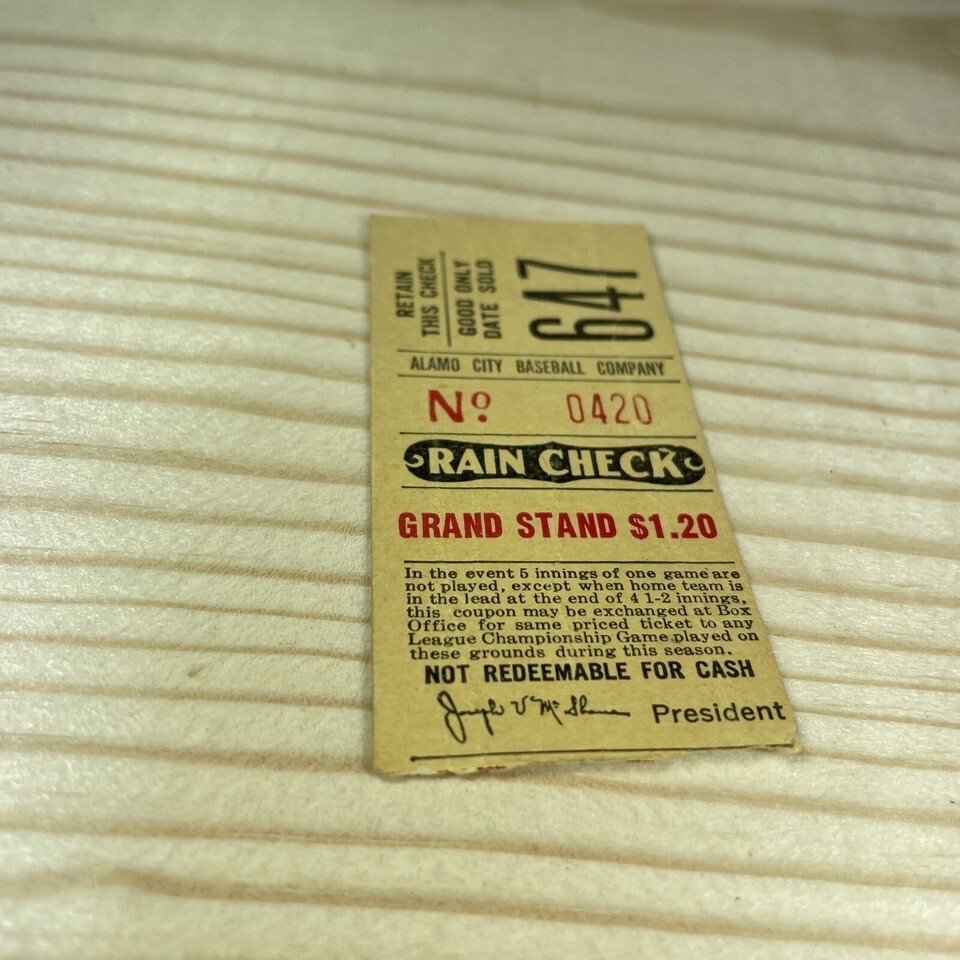 RETAIN
THIS CHECK
GOOD ONLY
DATE SOLD
647
ALAMO CITY BASEBALL COMPANY
No. 0420
RAIN CHECK
GRAND STAND $1.20
In the event 5 innings of one game are
not played, except when home team is
in the lead at the end of 4 1-2 innings,
this coupon may be exchanged at Box
Office for same priced ticket to any
League Championship Game played on
these grounds during this season.
NOT REDEEMABLE FOR CASH
Joseph V McShane President